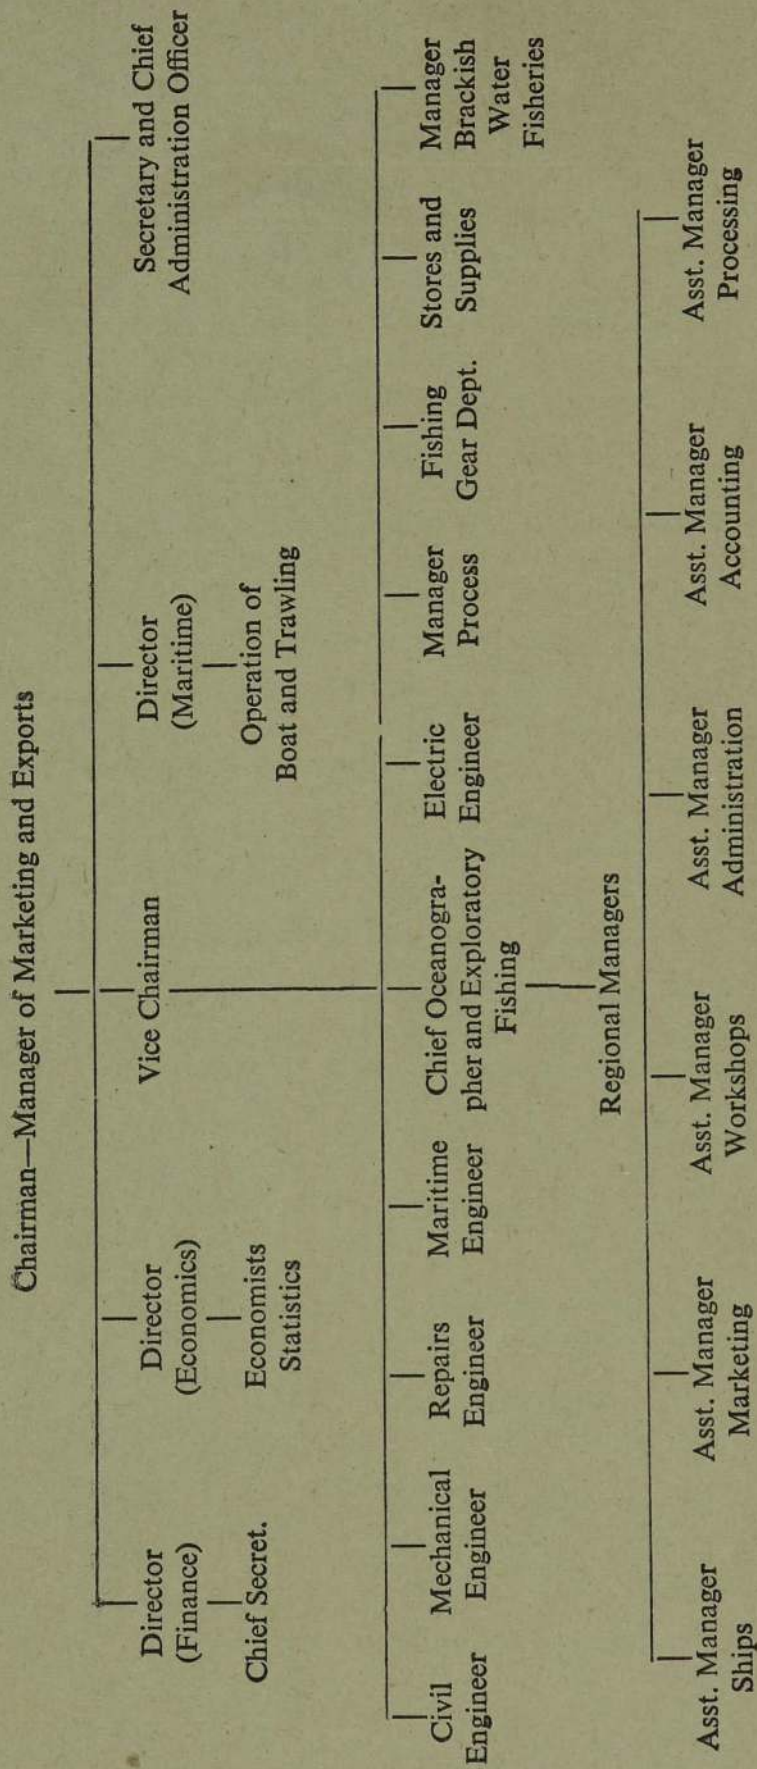 Chairman—Manager of Marketing and Exports
Director
(Finance)
Chief Secret.
Director
(Economics)
Economists
Statistics
Vice Chairman
Director
(Maritime)
Operation of
Boat and Trawling
Secretary and Chief
Administration Officer
Civil
Engineer
Mechanical
Engineer
Repairs
Engineer
Maritime
Engineer
Chief Oceanogra-
pher and Exploratory
Fishing
Electric
Engineer
Manager
Process
Fishing
Gear Dept.
Stores and
Supplies
Manager
Brackish
Water
Fisheries
Regional Managers
Asst. Manager
Ships
Asst. Manager
Marketing
Asst. Manager
Workshops
Asst. Manager
Administration
Asst. Manager
Accounting
Asst. Manager
Processing